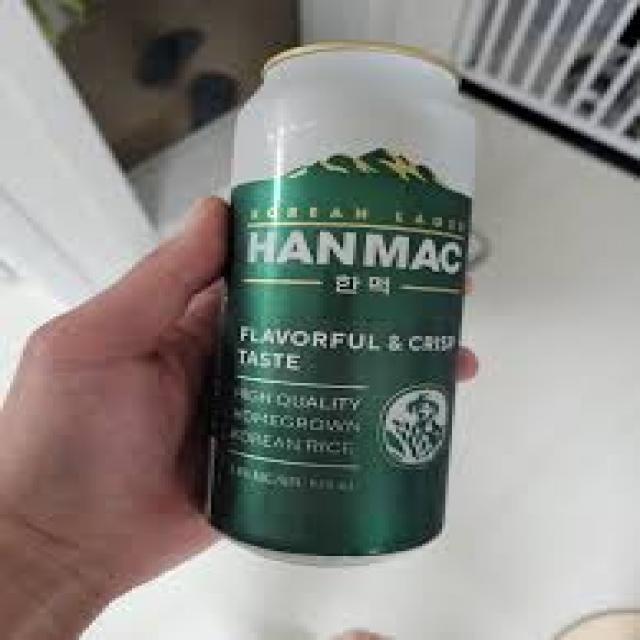 KOREAN LAGER
HANMAC
한맥
FLAVORFUL & CRISP
TASTE
HIGH QUALITY
HOMEGROWN
KOREAN RICE